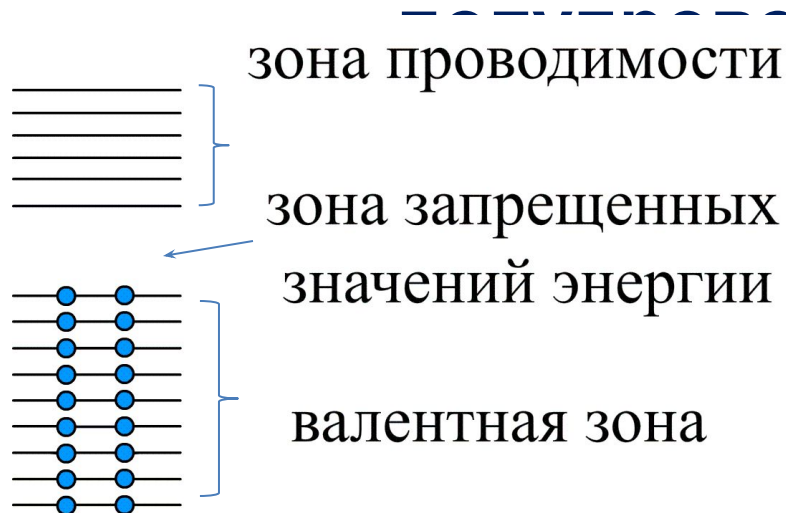 зона проводимости
зона запрещенных
значений энергии
валентная зона